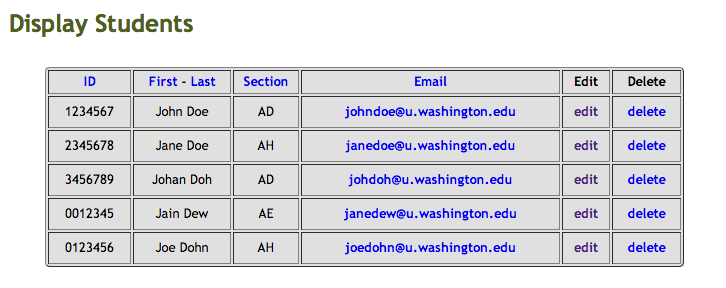 Display Students
ID First - Last Section Email Edit Delete
1234567 John Doe AD johndoe@u.washington.edu edit delete
2345678 Jane Doe AH janedoe@u.washington.edu edit delete
3456789 Johan Doh AD johdoh@u.washington.edu edit delete
0012345 Jain Dew AE janedew@u.washington.edu edit delete
0123456 Joe Dohn AH joedohn@u.washington.edu edit delete